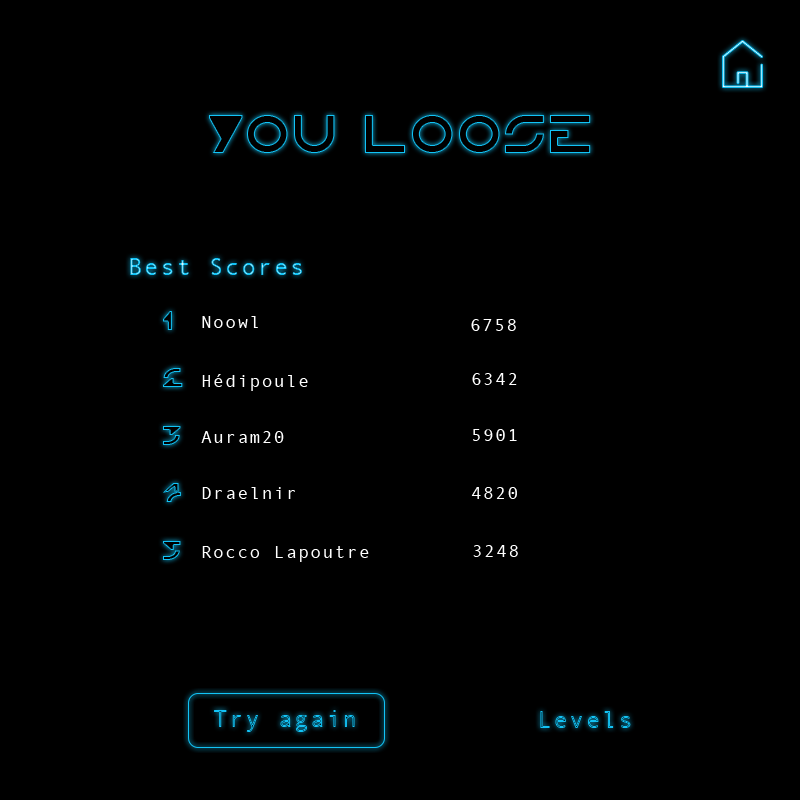 YOU LOOSE
Best Scores
1 Noowl 6758
2 Hédipoule 6342
3 Auram20 5901
4 Draelnir 4820
5 Rocco Lapoutre 3248
Try again Levels